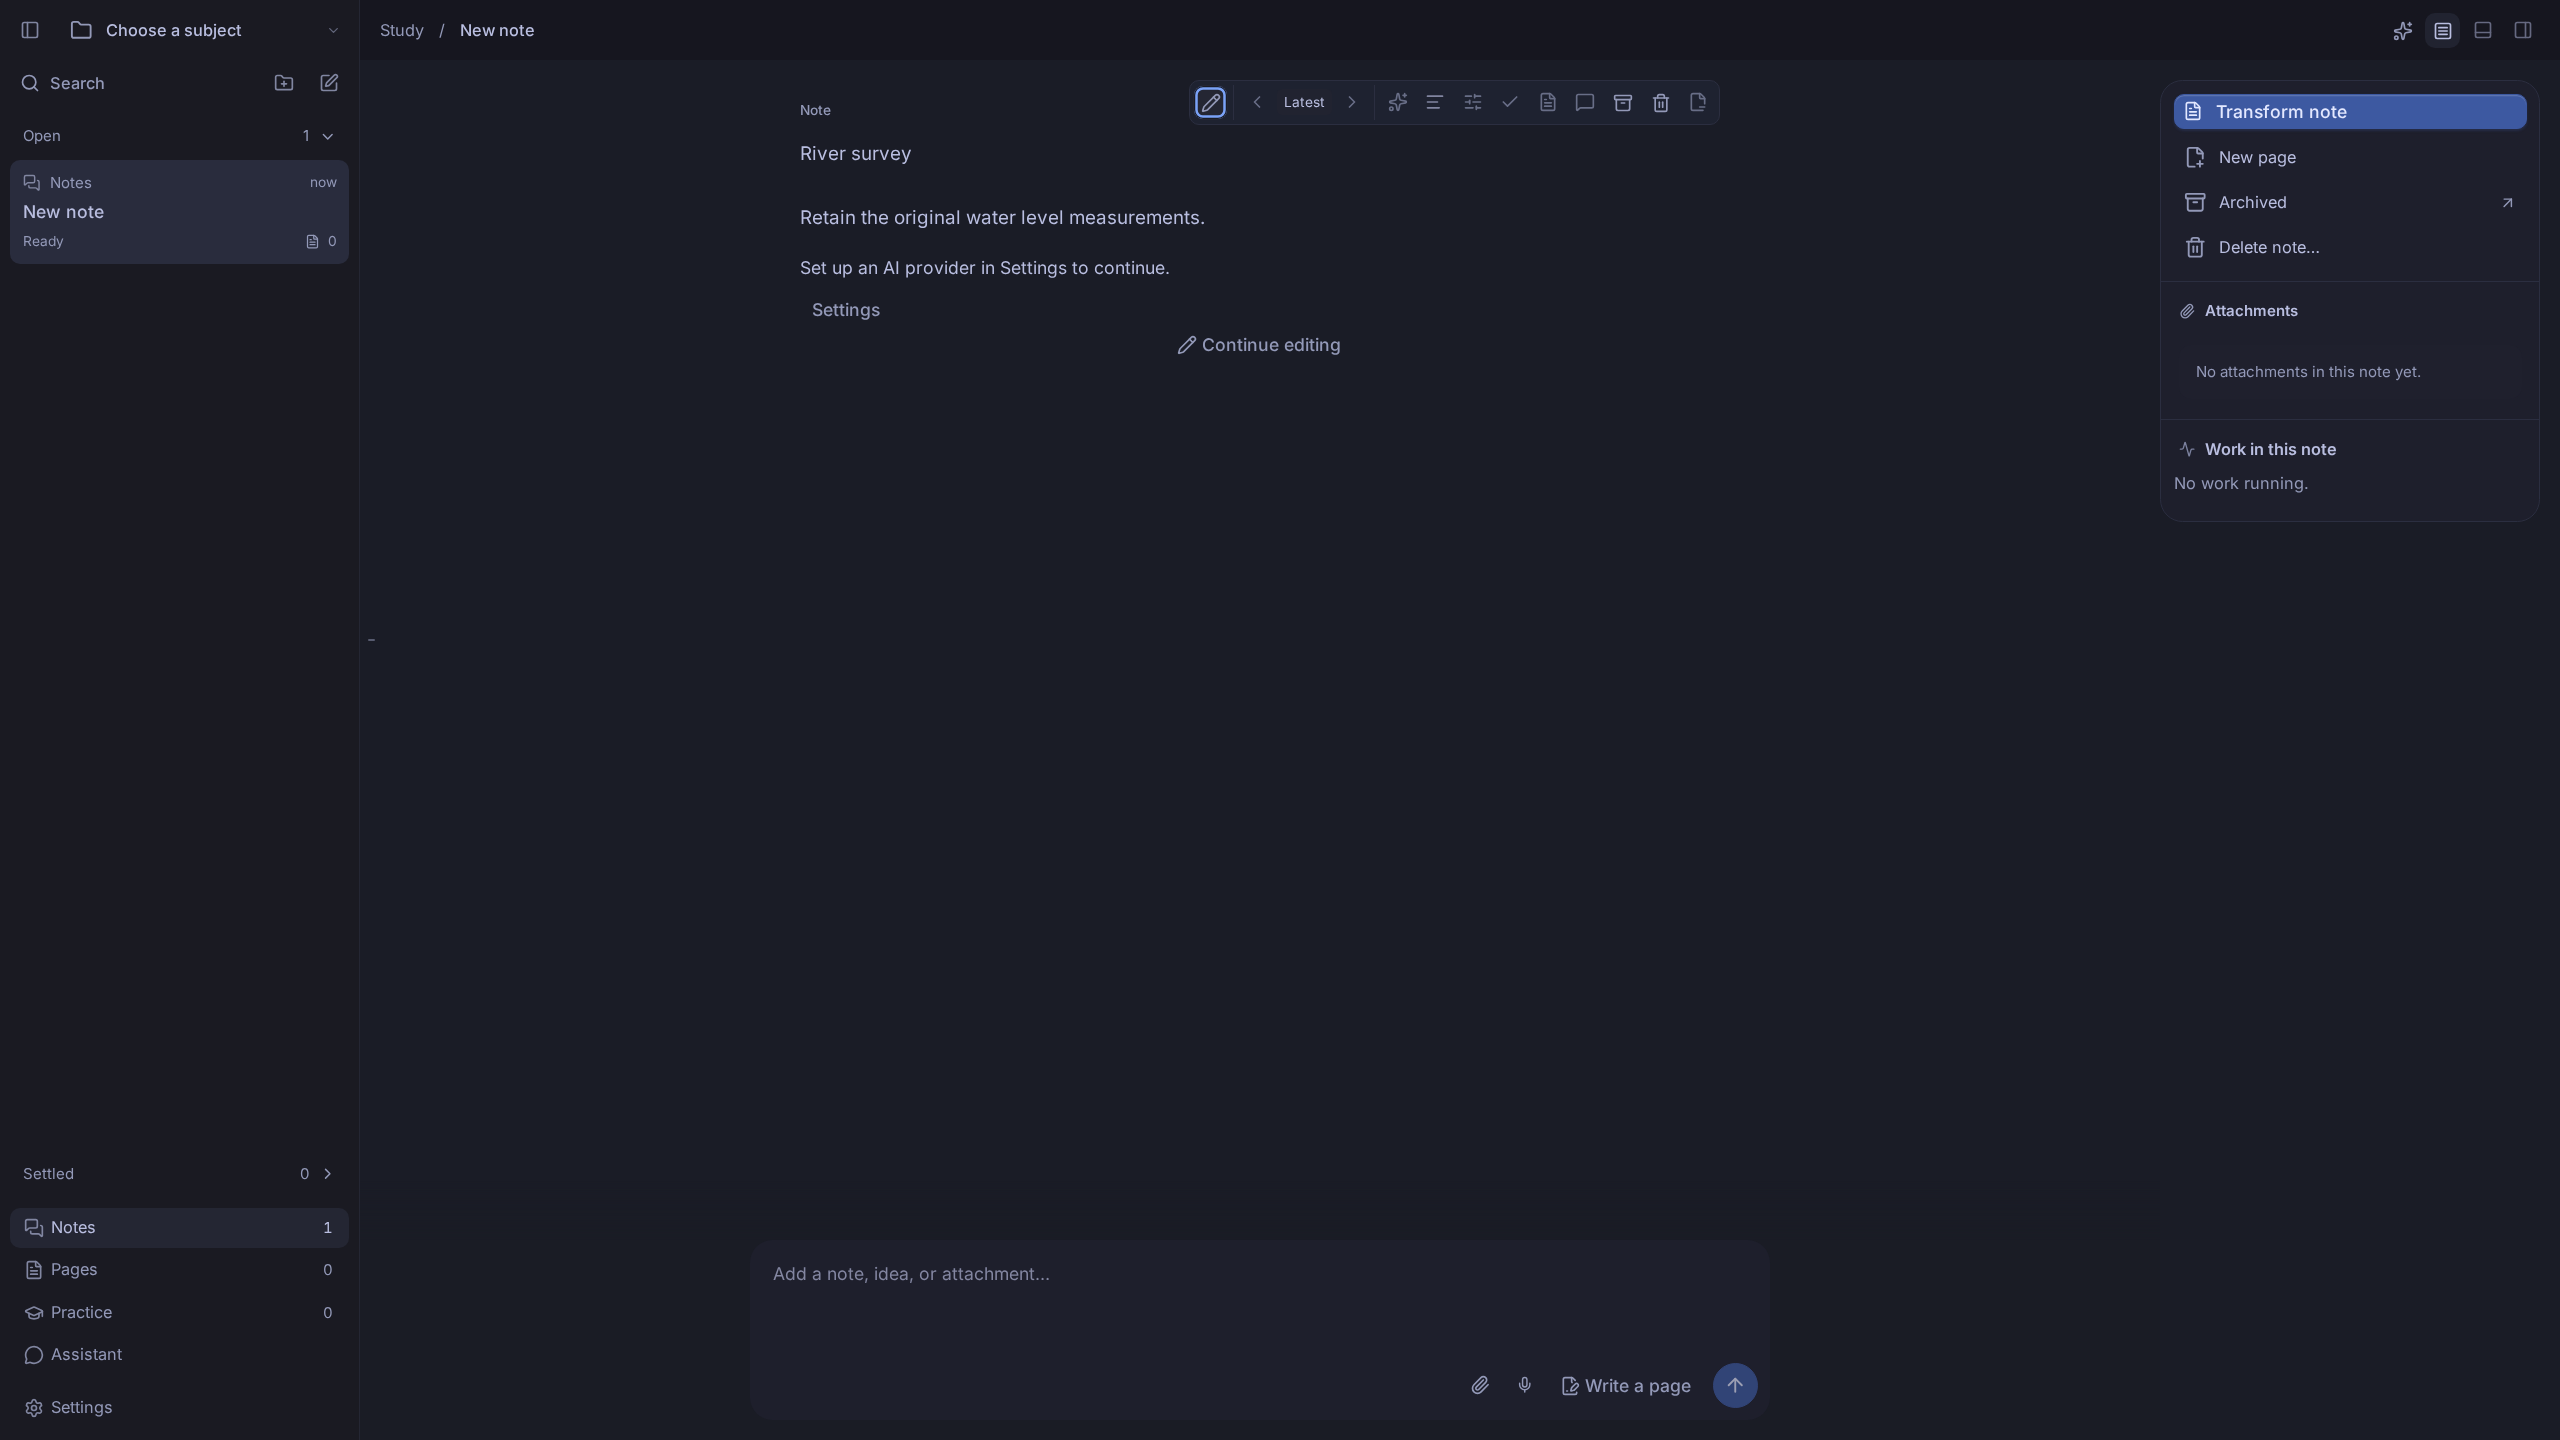 Choose a subject
Search
Open 1
Notes now
New note
Ready 0
Settled 0
Notes 1
Pages 0
Practice 0
Assistant
Settings
Study / New note
Note
Latest
River survey
Retain the original water level measurements.
Set up an AI provider in Settings to continue.
Settings
Continue editing
Add a note, idea, or attachment...
Write a page
Transform note
New page
Archived
Delete note...
Attachments
No attachments in this note yet.
Work in this note
No work running.